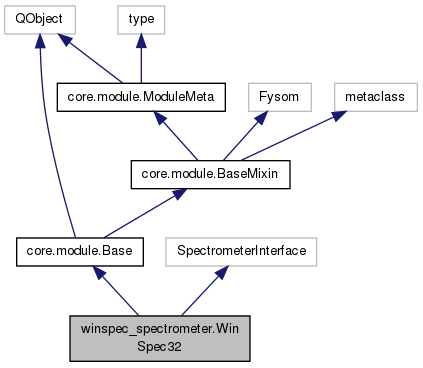 QObject
type
core.module.ModuleMeta
Fysom
metaclass
core.module.BaseMixin
core.module.Base
SpectrometerInterface
winspec_spectrometer.Win
Spec32